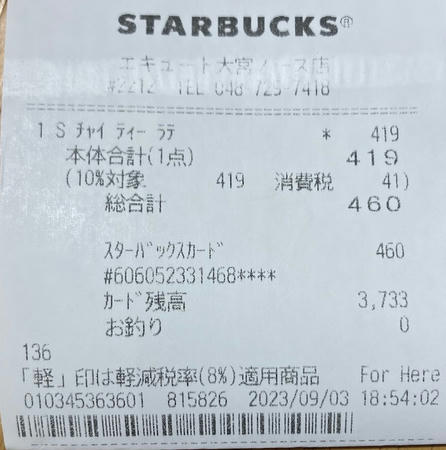 STARBUCKS®
エキュート大宮ノース店
#2212 TEL 048-729-7418
1 S ﾁｬｲ ﾃｨｰ ﾗﾃ * 419
本体合計(1点) 419
(10%対象 419 消費税 41)
総合計 460
ｽﾀｰﾊﾞｯｸｽｶｰﾄﾞ 460
#606052331468****
ｶｰﾄﾞ残高 3,733
お釣り 0
136
「軽」印は軽減税率(8%)適用商品 For Here
010345363601 815826 2023/09/03 18:54:02